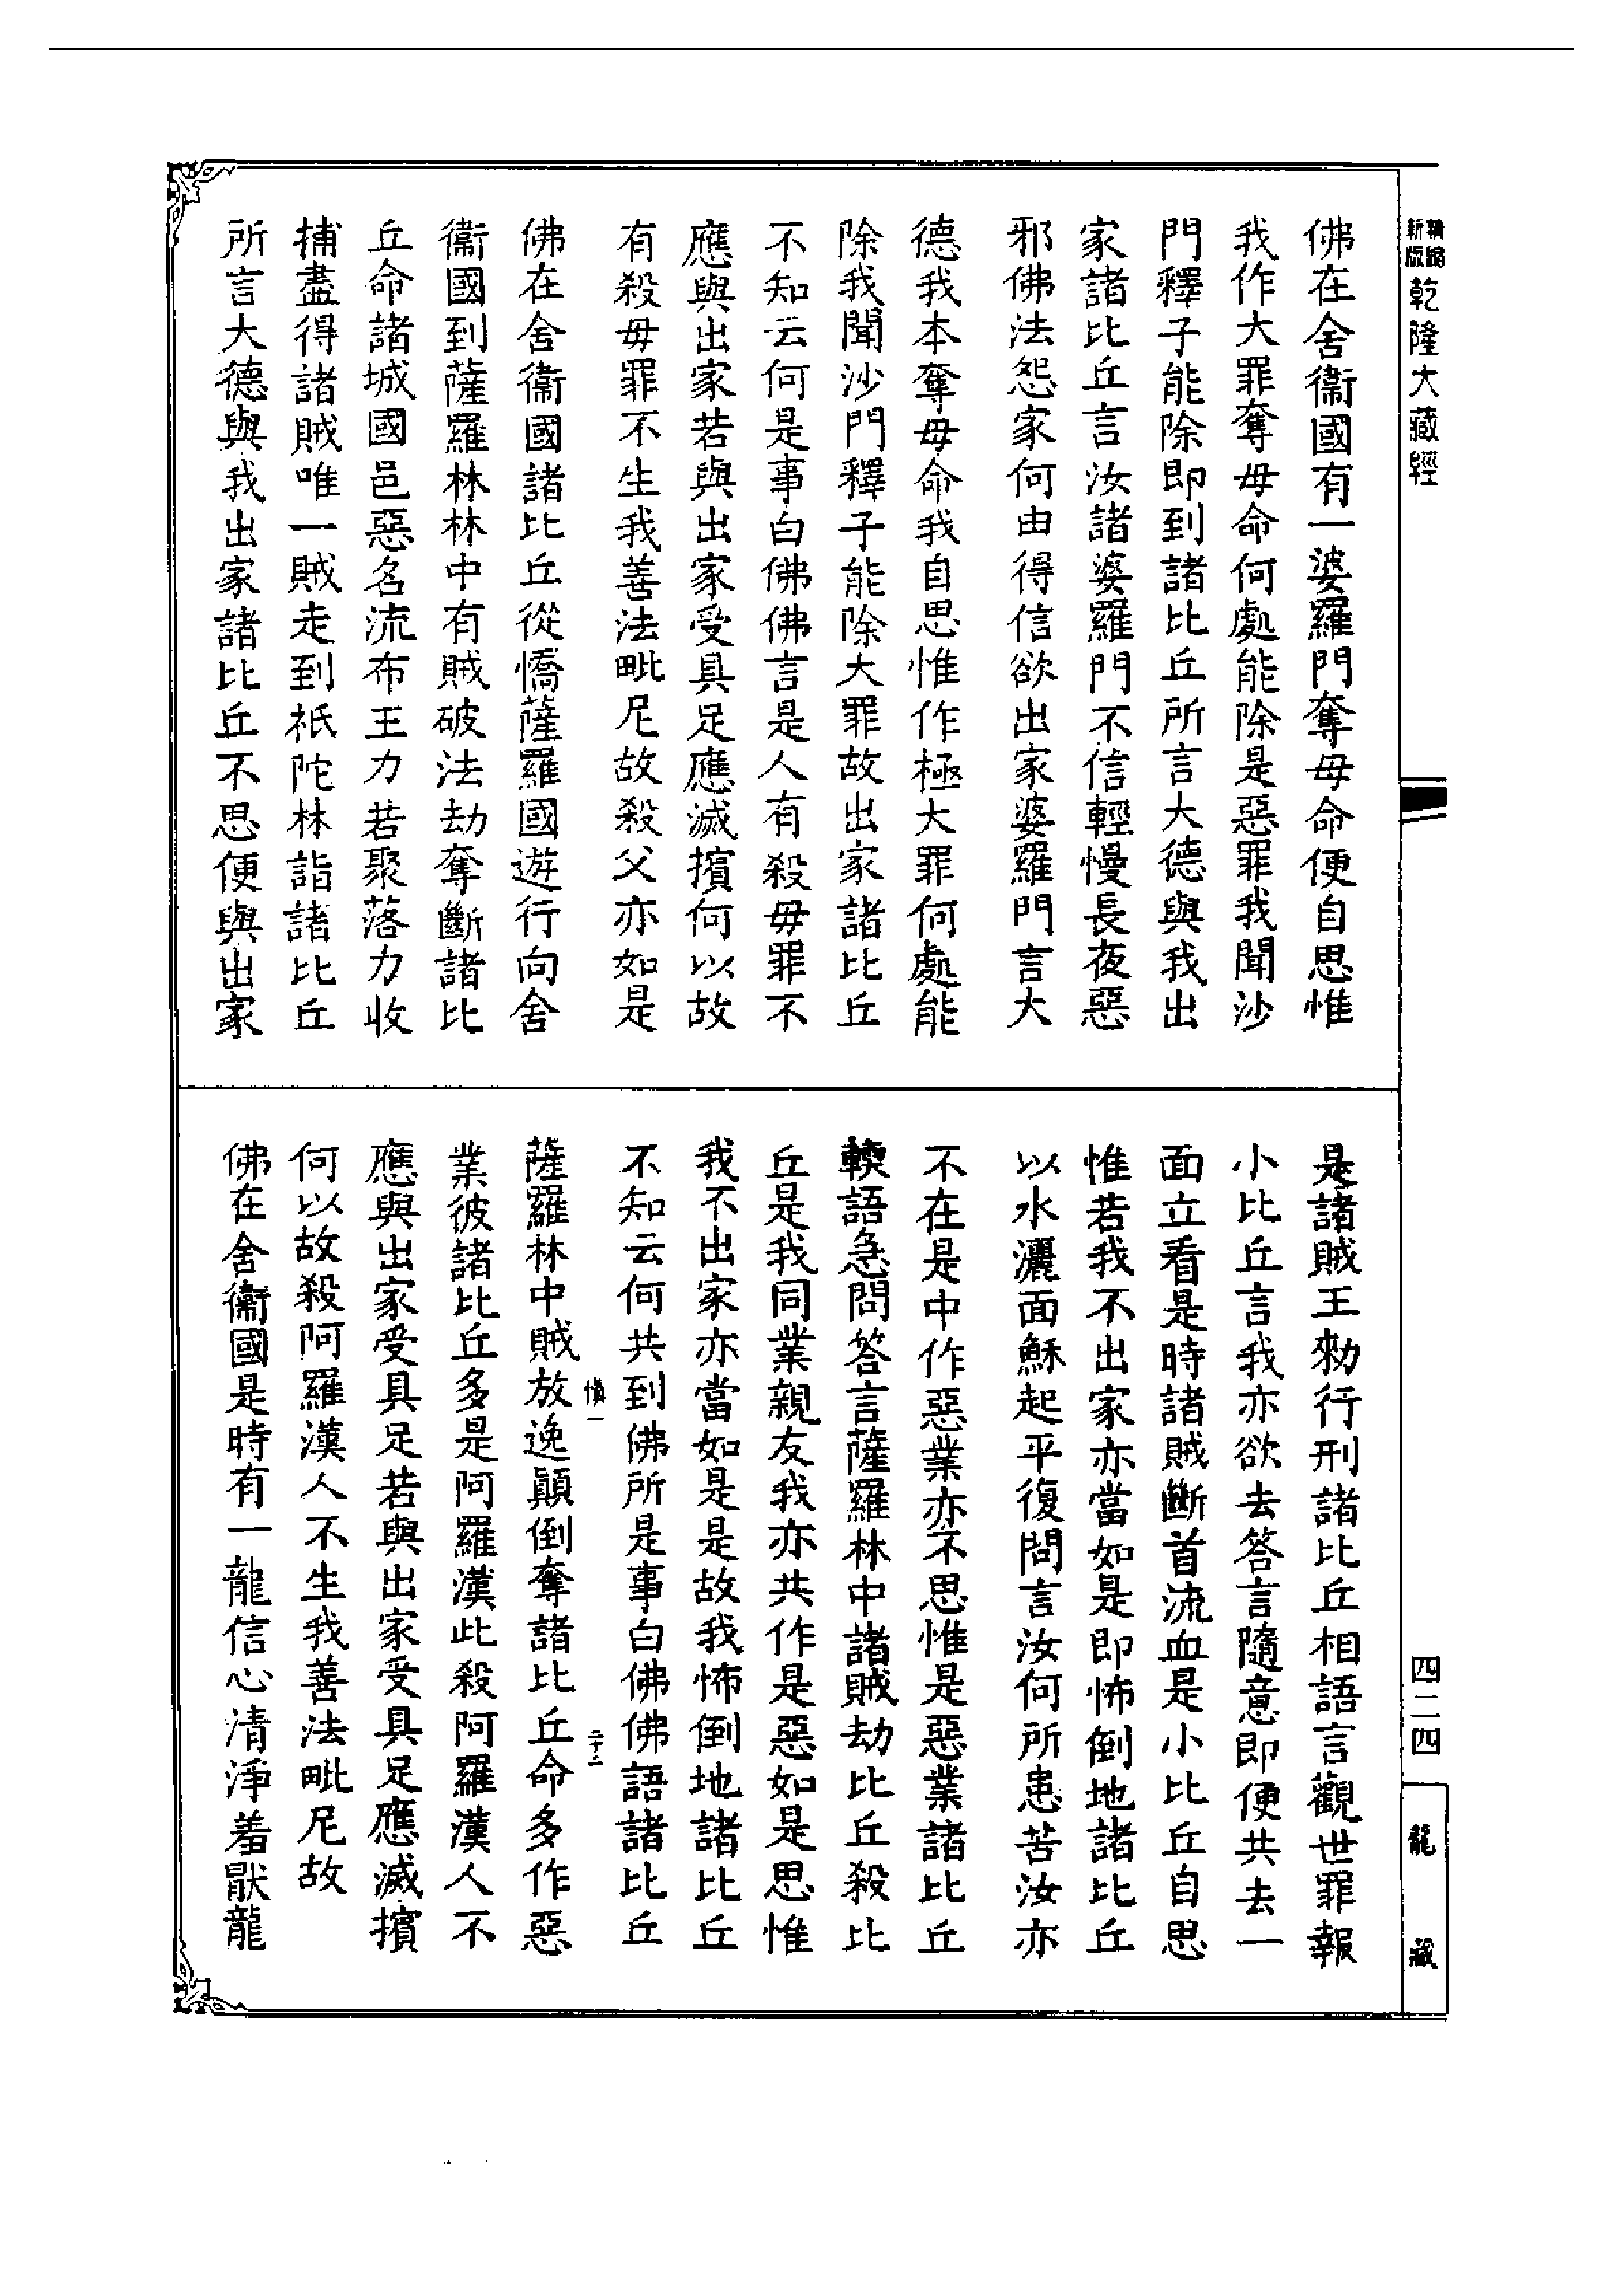 新版精縮
乾隆大藏經
佛在舍衞國有一婆羅門奪母命便自思惟
我作大罪奪母命何處能除是惡罪我聞沙
門釋子能除即到諸比丘所言大德與我出
家諸比丘言汝諸婆羅門不信輕慢長夜惡
邪佛法怨家何由得信欲出家婆羅門言大
德我本奪母命我自思惟作極大罪何處能
除我聞沙門釋子能除大罪故出家諸比丘
不知云何是事白佛佛言是人有殺母罪不
應與出家若與出家受具足應滅擯何以故
有殺母罪不生我善法毗尼故殺父亦如是
佛在舍衞國諸比丘從憍薩羅國遊行向舍
衞國到薩羅林林中有賊破法劫奪斷諸比
丘命諸城國邑惡名流布王力若聚落力收
捕盡得諸賊唯一賊走到祇陀林詣諸比丘
所言大德與我出家諸比丘不思便與出家
是諸賊王勑行刑諸比丘相語言觀世罪報
小比丘言我亦欲去答言隨意即便共去一
面立看是時諸賊斷首流血是小比丘自思
惟若我不出家亦當如是即怖倒地諸比丘
以水灑面穌起平復問言汝何所患苦汝亦
不在是中作惡業亦不思惟是惡業諸比丘
輭語急問答言薩羅林中諸賊劫比丘殺比
丘是我同業親友我亦共作是惡如是思惟
我不出家亦當如是是故我怖倒地諸比丘
不知云何共到佛所是事白佛佛語諸比丘
慎一
二十二
薩羅林中賊放逸顚倒奪諸比丘命多作惡
業彼諸比丘多是阿羅漢此殺阿羅漢人不
應與出家受具足若與出家受具足應滅擯
何以故殺阿羅漢人不生我善法毗尼故
佛在舍衞國是時有一龍信心清淨羞厭龍
四二四
龍藏